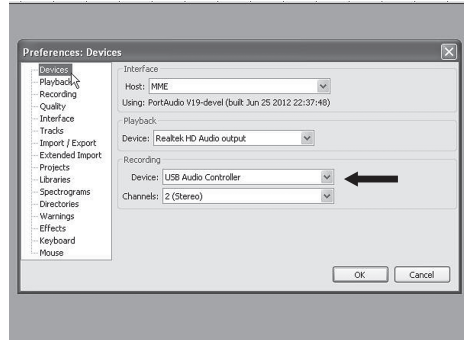 Preferences: Devices
Devices
Playback
Recording
Quality
Interface
Tracks
Import / Export
Extended Import
Projects
Libraries
Spectrograms
Directories
Warnings
Effects
Keyboard
Mouse
Interface
Host: MME
Using: PortAudio V19-devel (built Jun 25 2012 22:37:48)
Playback
Device: Realtek HD Audio output
Recording
Device: USB Audio Controller
Channels: 2 (Stereo)
OK Cancel